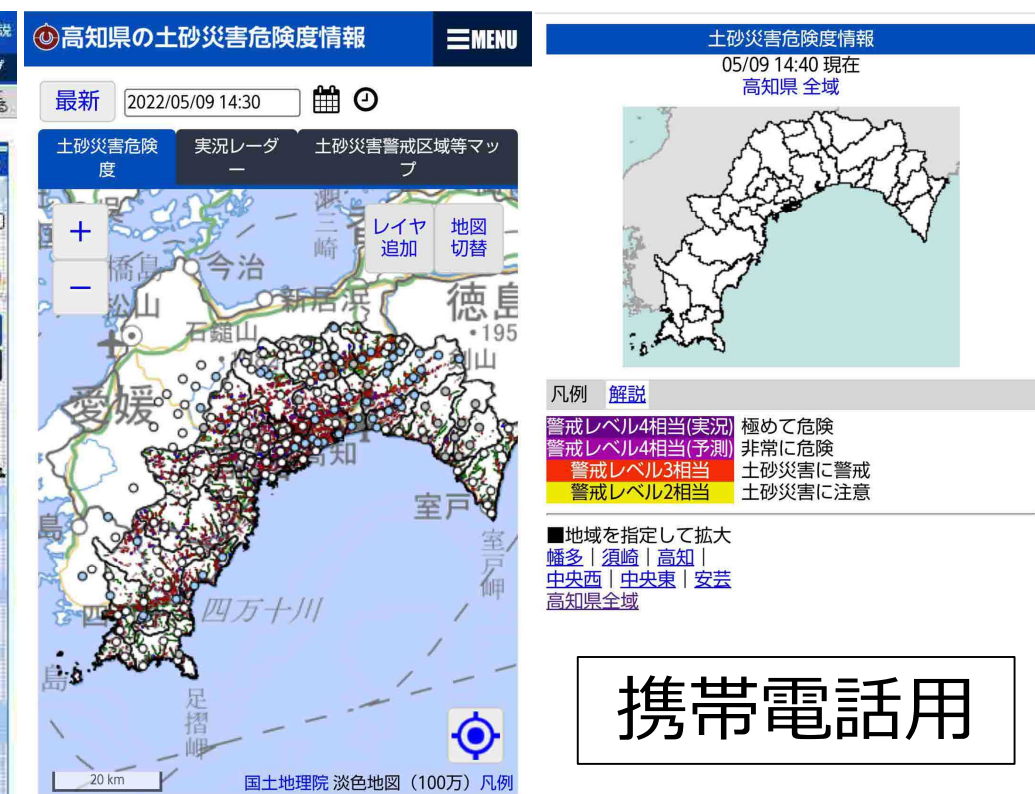 説
高知県の土砂災害危険度情報
MENU
最新 2022/05/09 14:30
土砂災害危険度
実況レーダー
土砂災害警戒区域等マップ
+
−
レイヤ追加
地図切替
今治
新居浜
徳島
松山
石鎚山
・195
剣山
愛媛
高知
室戸
室戸岬
四万十川
足摺岬
島
20 km
国土地理院 淡色地図（100万）凡例
土砂災害危険度情報
05/09 14:40 現在
高知県 全域
凡例 解説
警戒レベル4相当(実況) 極めて危険
警戒レベル4相当(予測) 非常に危険
警戒レベル3相当 土砂災害に警戒
警戒レベル2相当 土砂災害に注意
■地域を指定して拡大
幡多｜須崎｜高知｜
中央西｜中央東｜安芸
高知県全域
携帯電話用